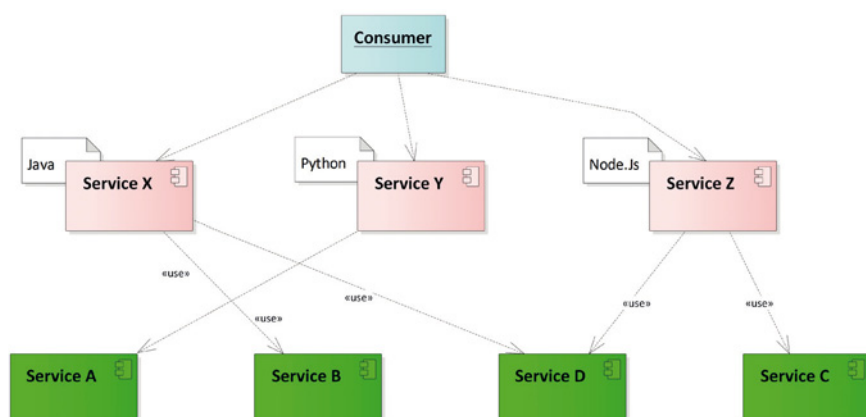 Consumer
Java
Service X
Python
Service Y
Node.Js
Service Z
«use»
«use»
«use»
«use»
«use»
Service A
Service B
Service D
Service C